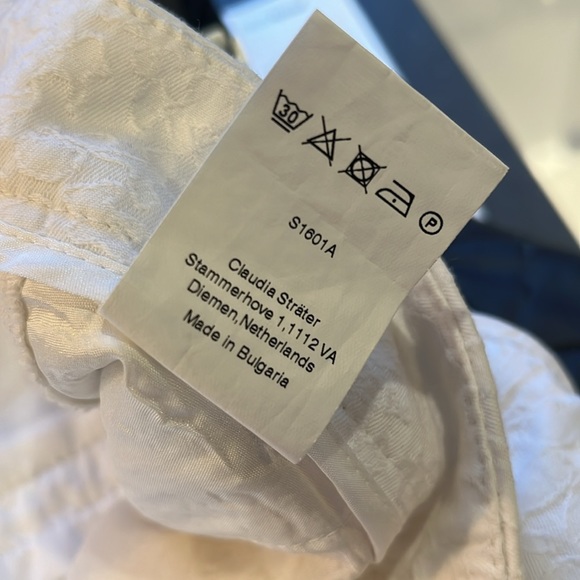 30 P
S1601A
Claudia Sträter
Stammerhove 1,1112 VA
Diemen,Netherlands
Made in Bulgaria